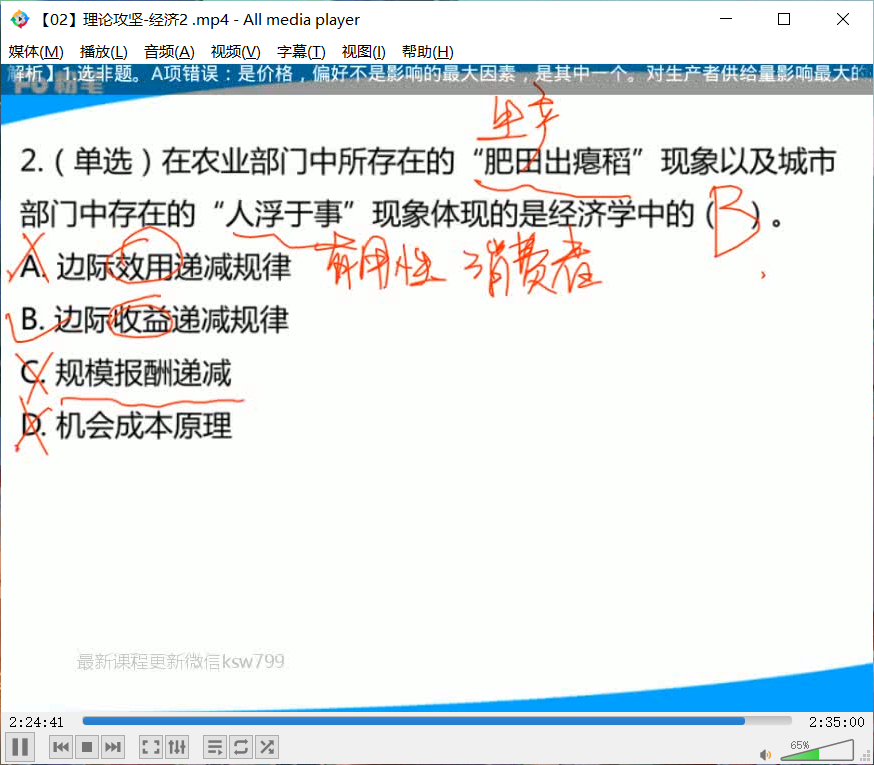 【02】理论攻坚-经济2 .mp4 - All media player
媒体(M) 播放(L) 音频(A) 视频(V) 字幕(T) 视图(I) 帮助(H)
解析】1.选非题。A项错误：是价格，偏好不是影响的最大因素，是其中一个。对生产者供给量影响最大的
粉笔
生产
2.（单选）在农业部门中所存在的“肥田出瘪稻”现象以及城市
部门中存在的“人浮于事”现象体现的是经济学中的（B）。
A. 边际效用递减规律 有用性 消费者
B. 边际收益递减规律
C. 规模报酬递减
D. 机会成本原理
最新课程更新微信ksw799
2:24:41 2:35:00
65%